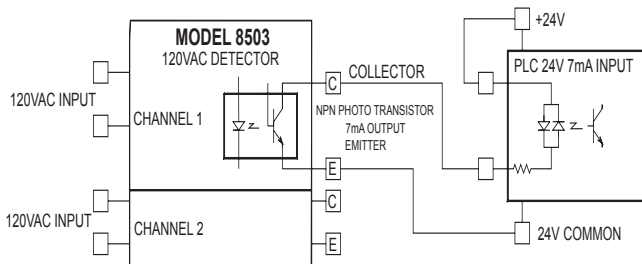 MODEL 8503
120VAC DETECTOR
+24V
PLC 24V 7mA INPUT
C
COLLECTOR
120VAC INPUT
CHANNEL 1
NPN PHOTO TRANSISTOR
7mA OUTPUT
EMITTER
E
C
120VAC INPUT
CHANNEL 2
E
24V COMMON